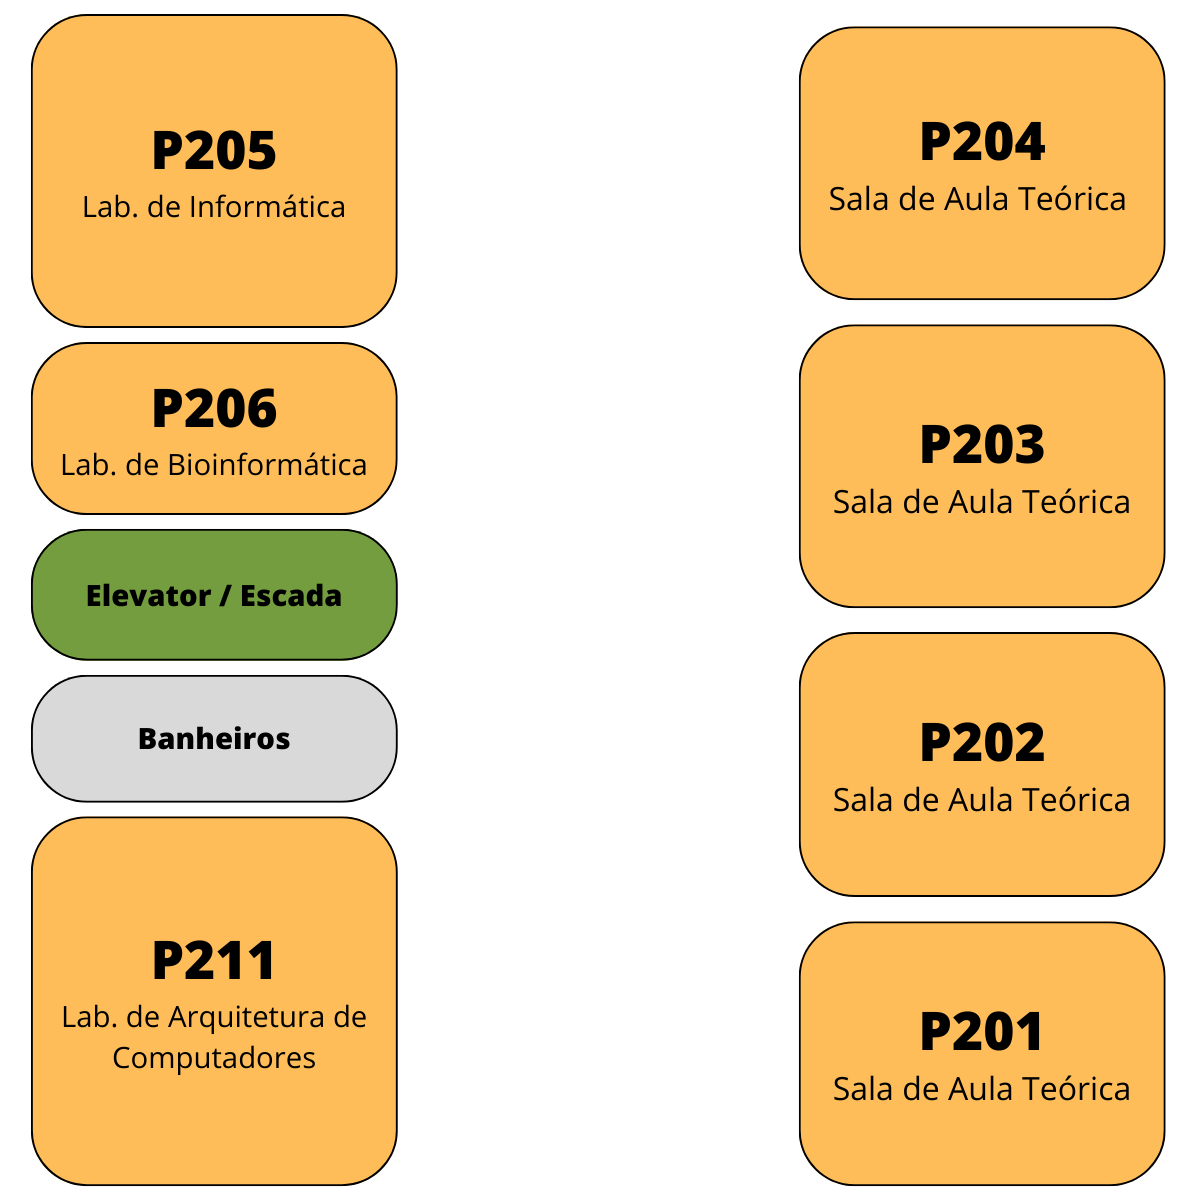 P205
Lab. de Informática
P206
Lab. de Bioinformática
Elevator / Escada
Banheiros
P211
Lab. de Arquitetura de
Computadores
P204
Sala de Aula Teórica
P203
Sala de Aula Teórica
P202
Sala de Aula Teórica
P201
Sala de Aula Teórica